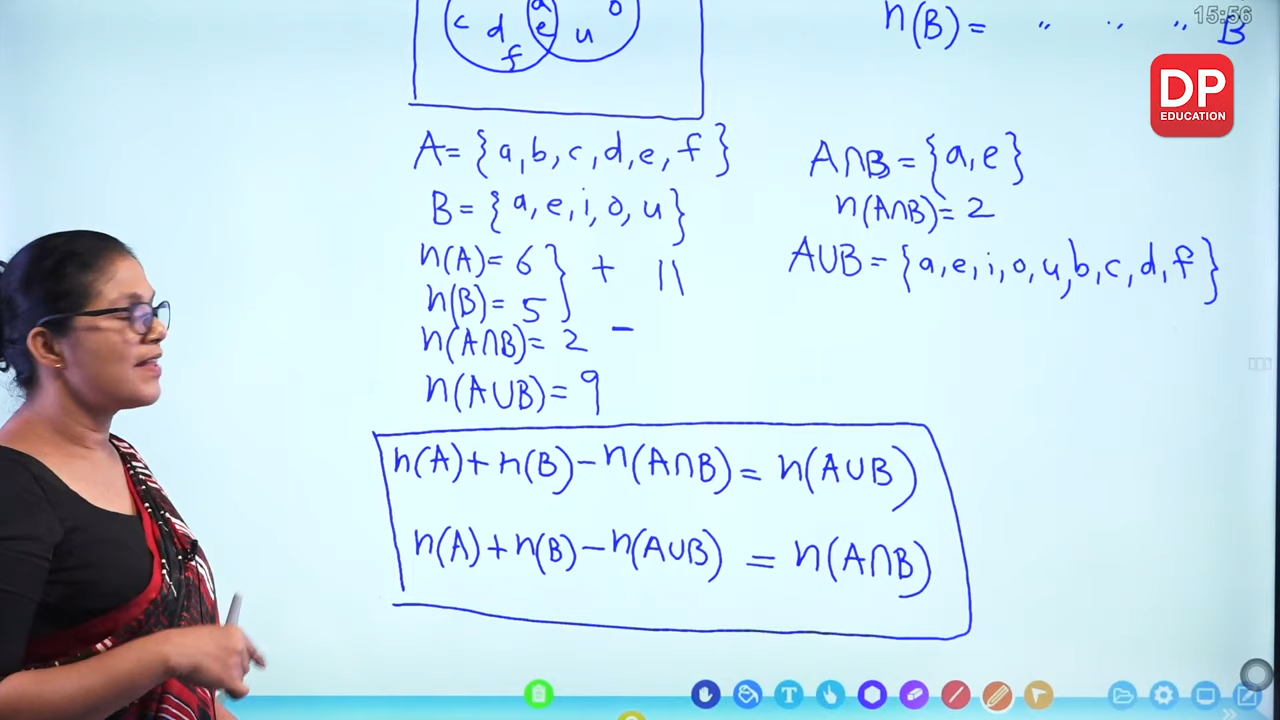 15:56
n(B) = " " " B
DP
EDUCATION
c d a e f u o
A = {a, b, c, d, e, f}
B = {a, e, i, o, u}
n(A) = 6 } + 11
n(B) = 5
n(A∩B) = 2 −
n(A∪B) = 9
A∩B = {a, e}
n(A∩B) = 2
A∪B = {a, e, i, o, u, b, c, d, f}
n(A) + n(B) − n(A∩B) = n(A∪B)
n(A) + n(B) − n(A∪B) = n(A∩B)
T